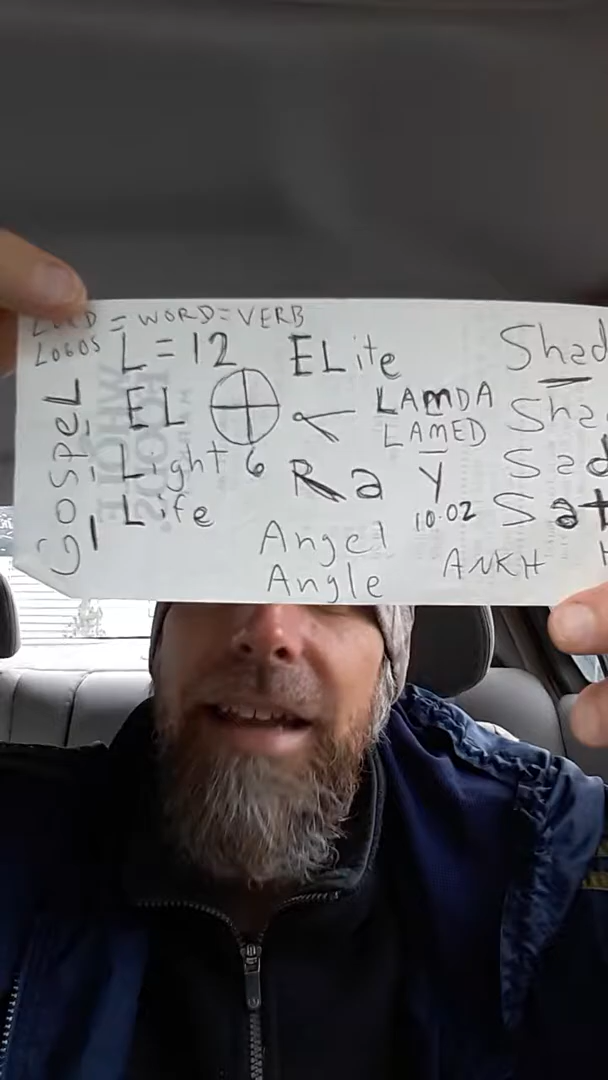 LORD = WORD = VERB
LOGOS
L = 12
ELite
Shad
GOSPEL
EL
LAMDA
LAMED
Light 6
Ra
Y
Sad
Life
10.02
Sat
Angel
Angle
ANKH
H